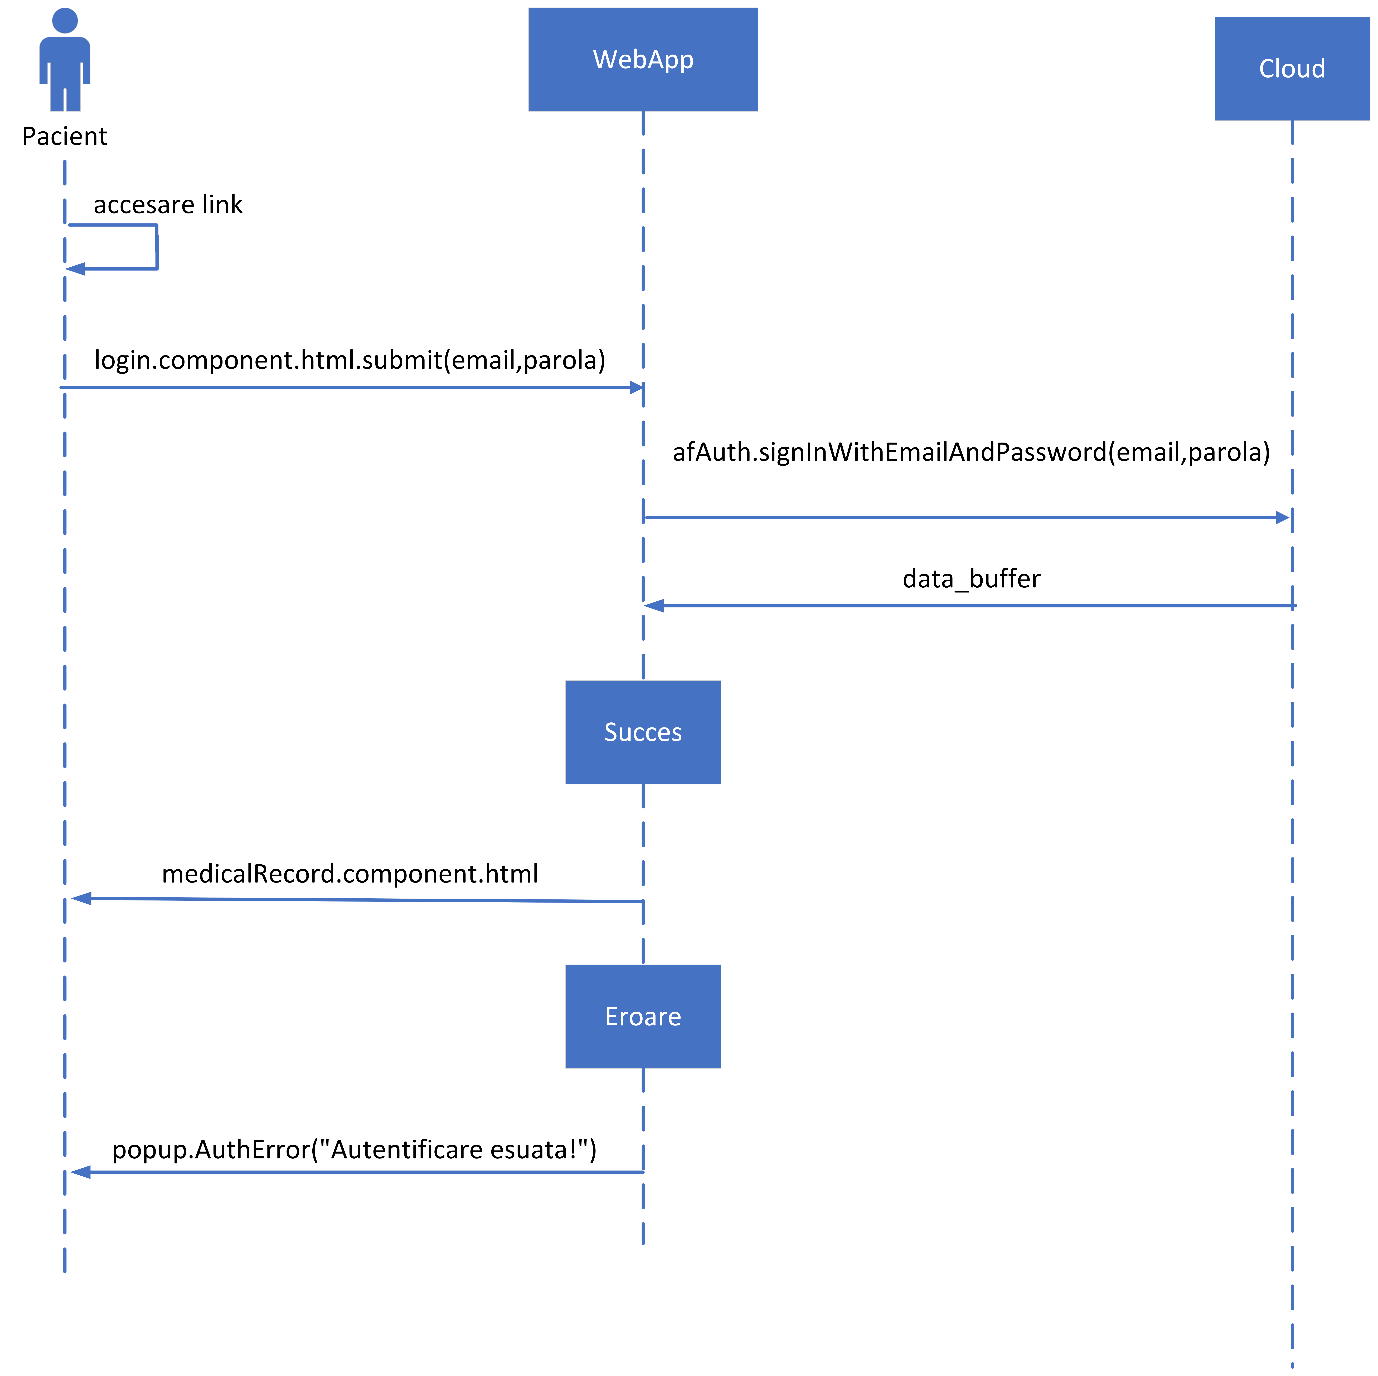 WebApp
Cloud
Pacient
accesare link
login.component.html.submit(email,parola)
afAuth.signInWithEmailAndPassword(email,parola)
data_buffer
Succes
medicalRecord.component.html
Eroare
popup.AuthError("Autentificare esuata!")